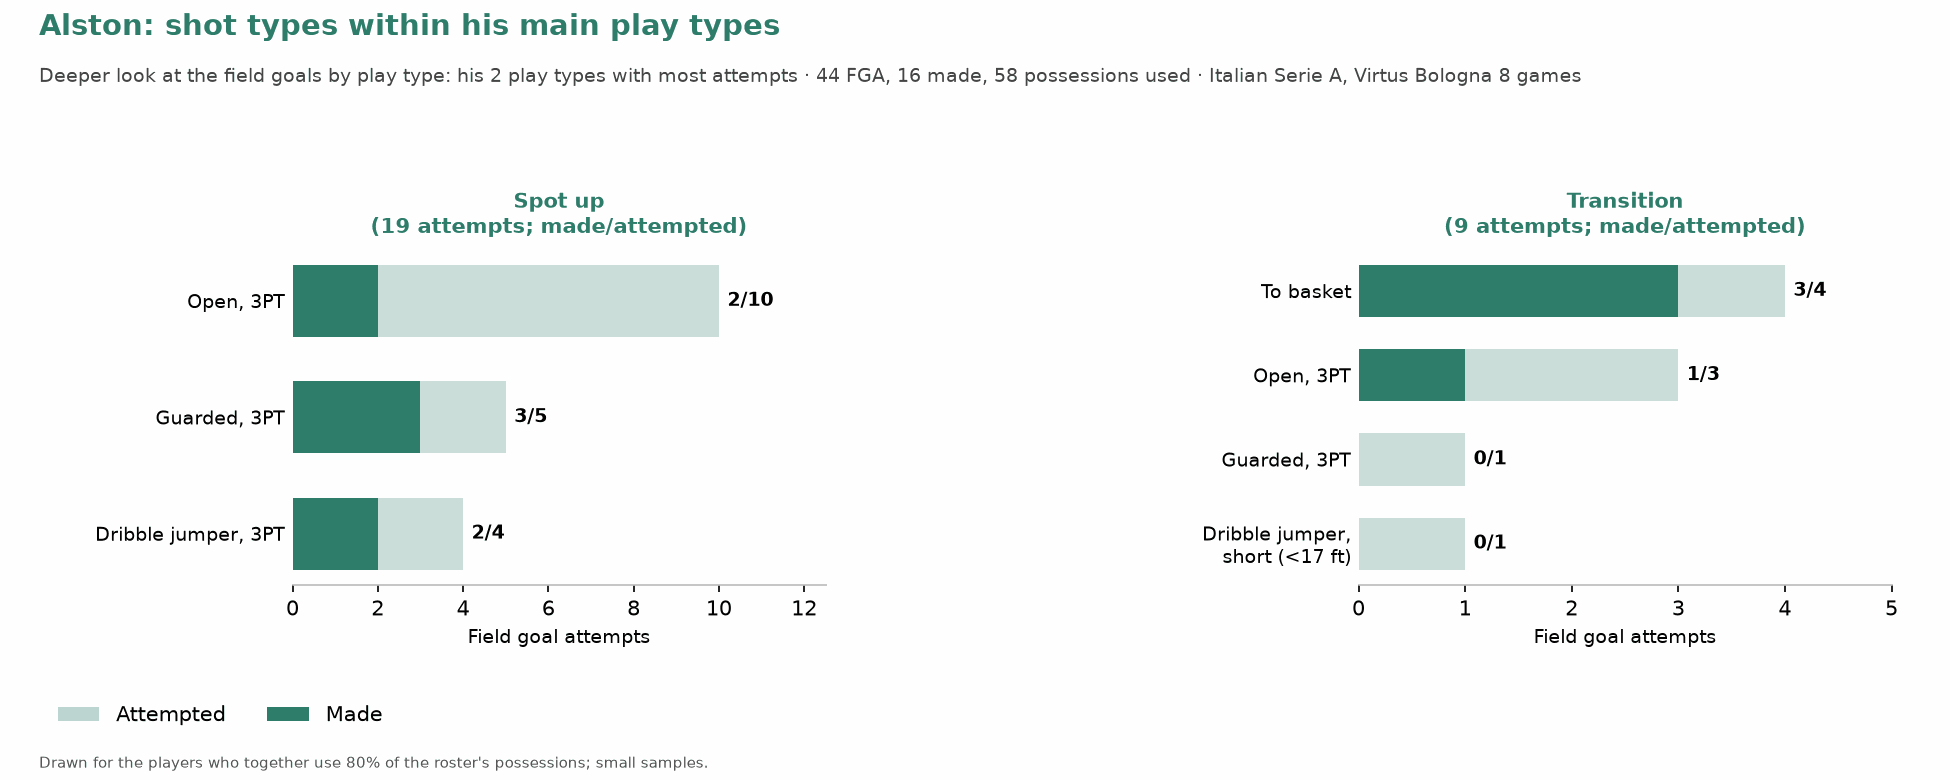 Alston: shot types within his main play types
Deeper look at the field goals by play type: his 2 play types with most attempts · 44 FGA, 16 made, 58 possessions used · Italian Serie A, Virtus Bologna 8 games
Spot up
(19 attempts; made/attempted)
Open, 3PT
2/10
Guarded, 3PT
3/5
Dribble jumper, 3PT
2/4
0 2 4 6 8 10 12
Field goal attempts
Transition
(9 attempts; made/attempted)
To basket
3/4
Open, 3PT
1/3
Guarded, 3PT
0/1
Dribble jumper,
short (<17 ft)
0/1
0 1 2 3 4 5
Field goal attempts
Attempted
Made
Drawn for the players who together use 80% of the roster's possessions; small samples.